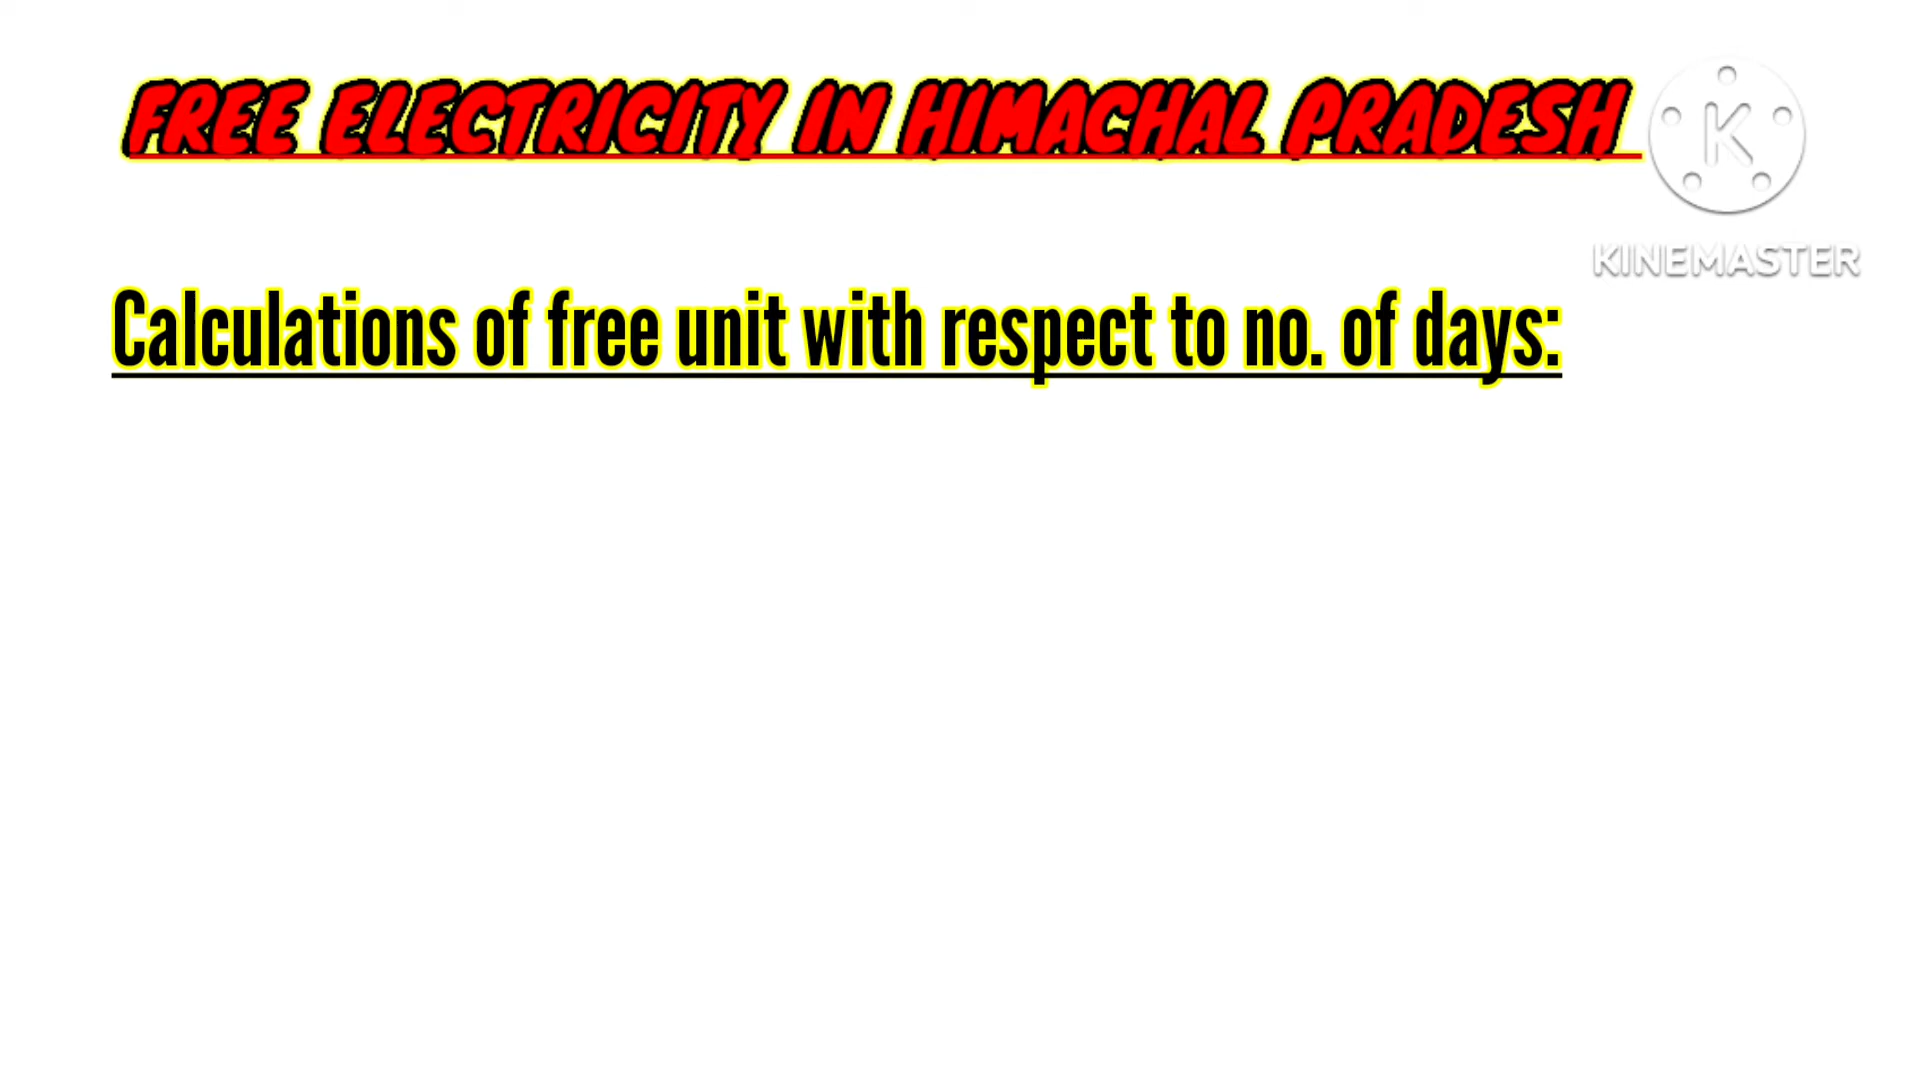 FREE ELECTRICITY IN HIMACHAL PRADESH
K
KINEMASTER
Calculations of free unit with respect to no. of days: